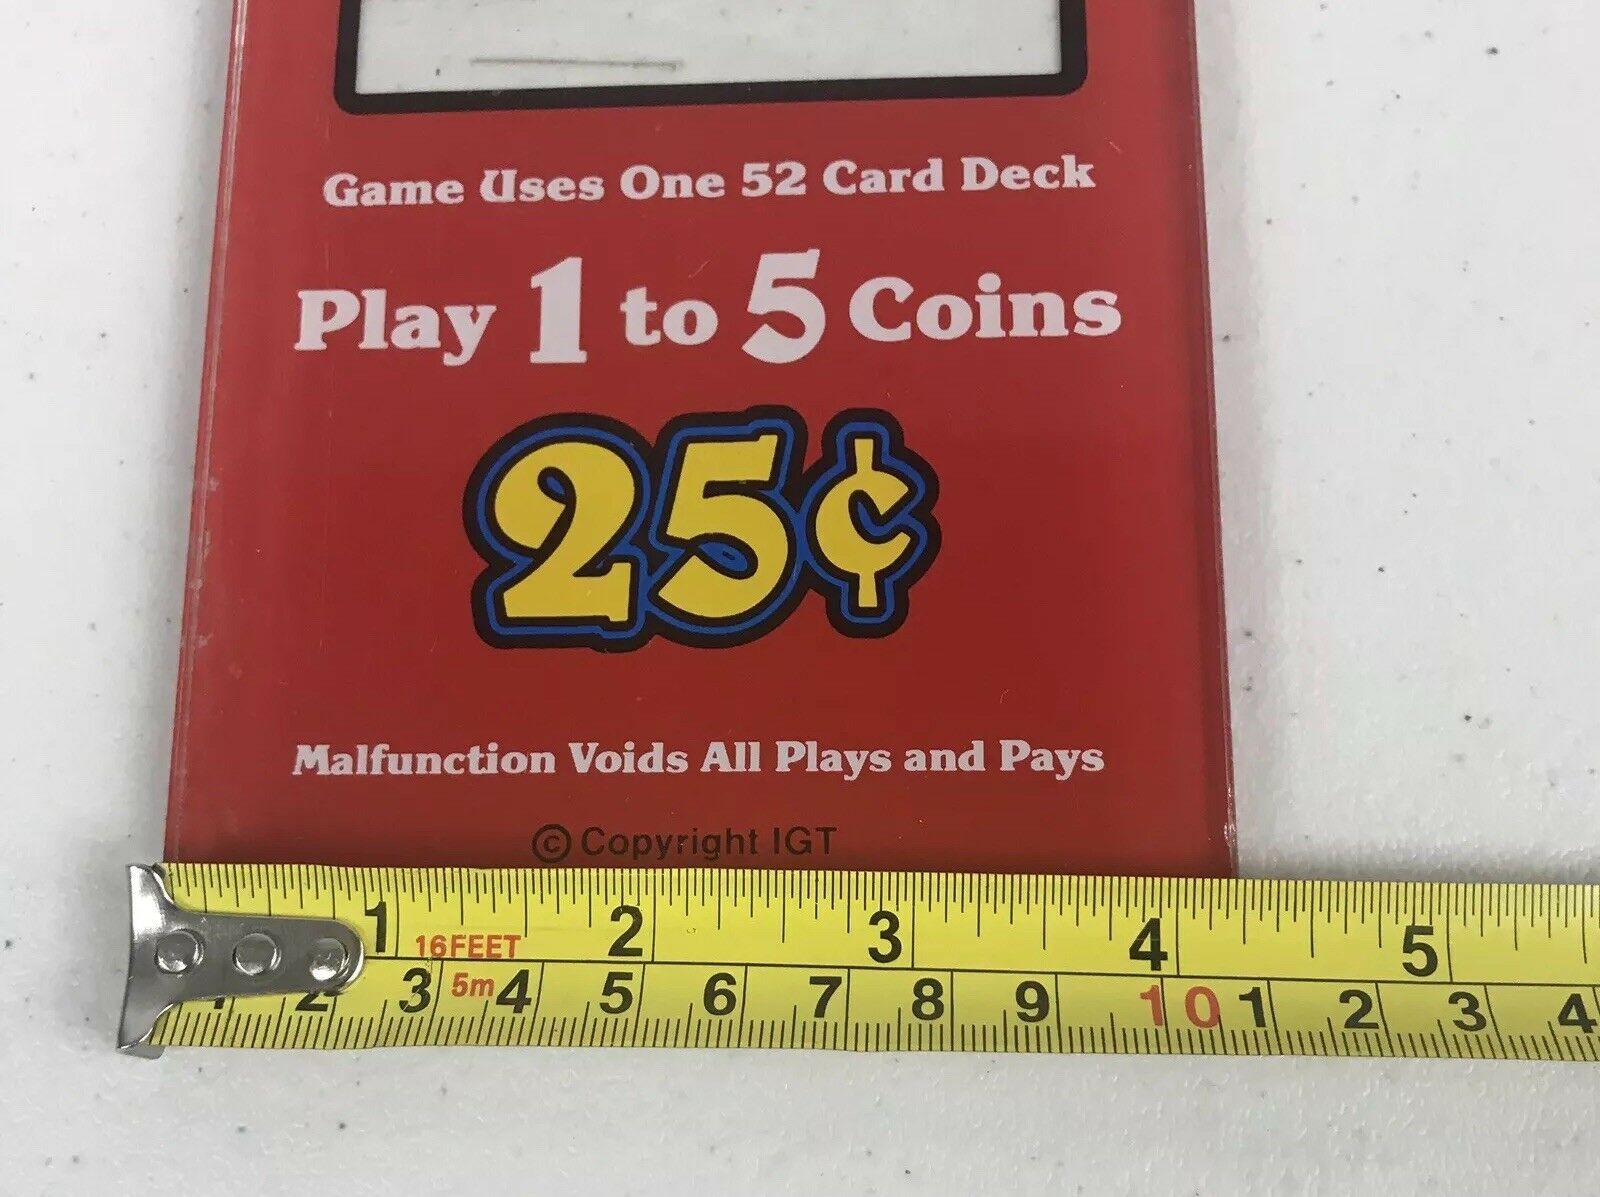 Game Uses One 52 Card Deck
Play 1 to 5 Coins
25¢
Malfunction Voids All Plays and Pays
© Copyright IGT
1 2 3 4 5
16FEET
5m
1 2 3 4 5 6 7 8 9 10 1 2 3 4